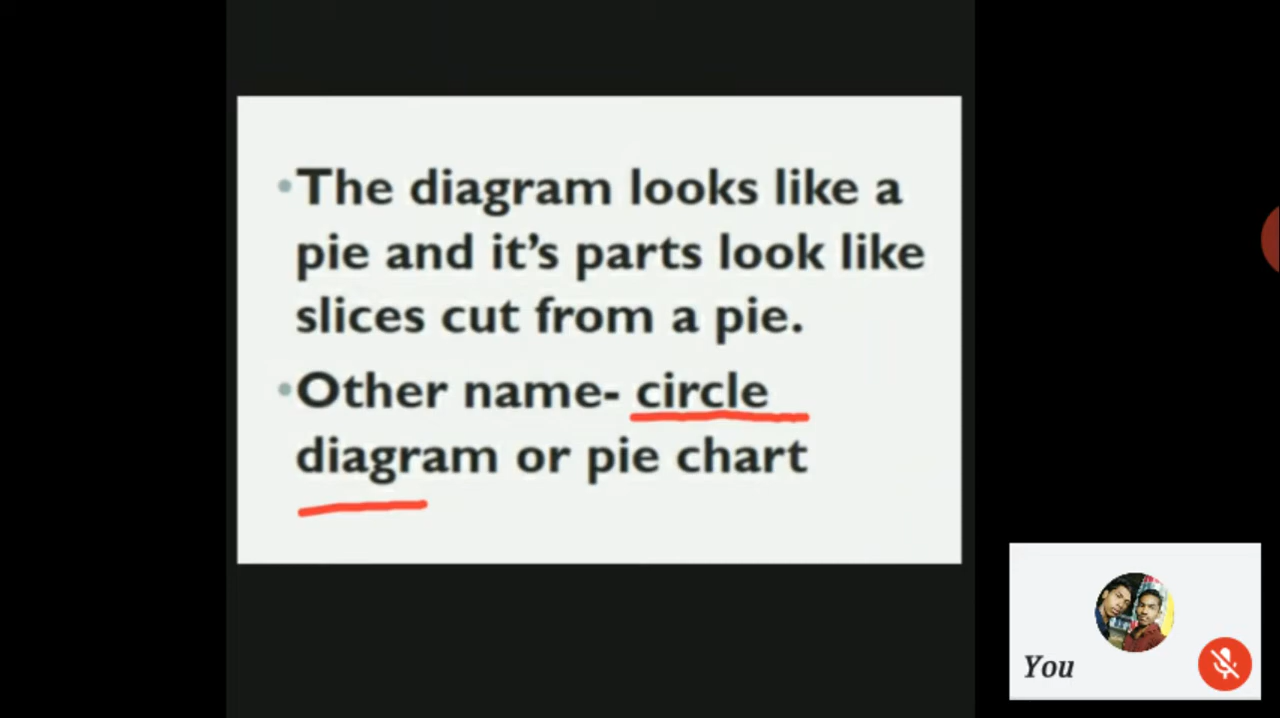 •The diagram looks like a
pie and it's parts look like
slices cut from a pie.
•Other name- circle
diagram or pie chart
You